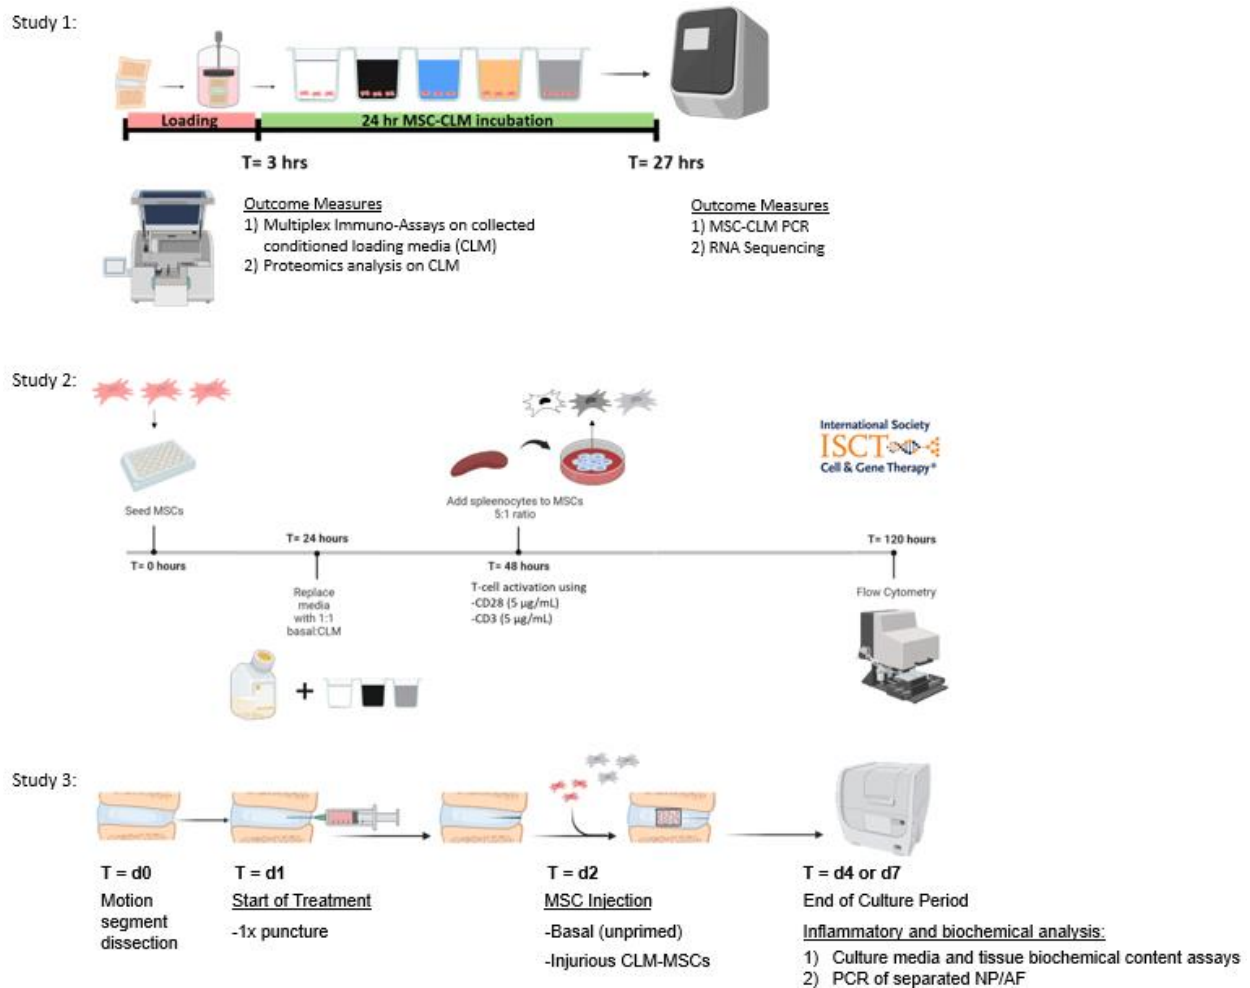 Study 1:
Loading
24 hr MSC-CLM incubation
T= 3 hrs
T= 27 hrs
Outcome Measures
1) Multiplex Immuno-Assays on collected
conditioned loading media (CLM)
2) Proteomics analysis on CLM
Outcome Measures
1) MSC-CLM PCR
2) RNA Sequencing
Study 2:
Seed MSCs
Add spleenocytes to MSCs
5:1 ratio
International Society
ISCT
Cell & Gene Therapy®
T= 0 hours
T= 24 hours
T= 48 hours
T= 120 hours
Replace
media
with 1:1
basal:CLM
T-cell activation using
-CD28 (5 µg/mL)
-CD3 (5 µg/mL)
Flow Cytometry
Study 3:
T = d0
Motion
segment
dissection
T = d1
Start of Treatment
-1x puncture
T = d2
MSC Injection
-Basal (unprimed)
-Injurious CLM-MSCs
T = d4 or d7
End of Culture Period
Inflammatory and biochemical analysis:
1) Culture media and tissue biochemical content assays
2) PCR of separated NP/AF